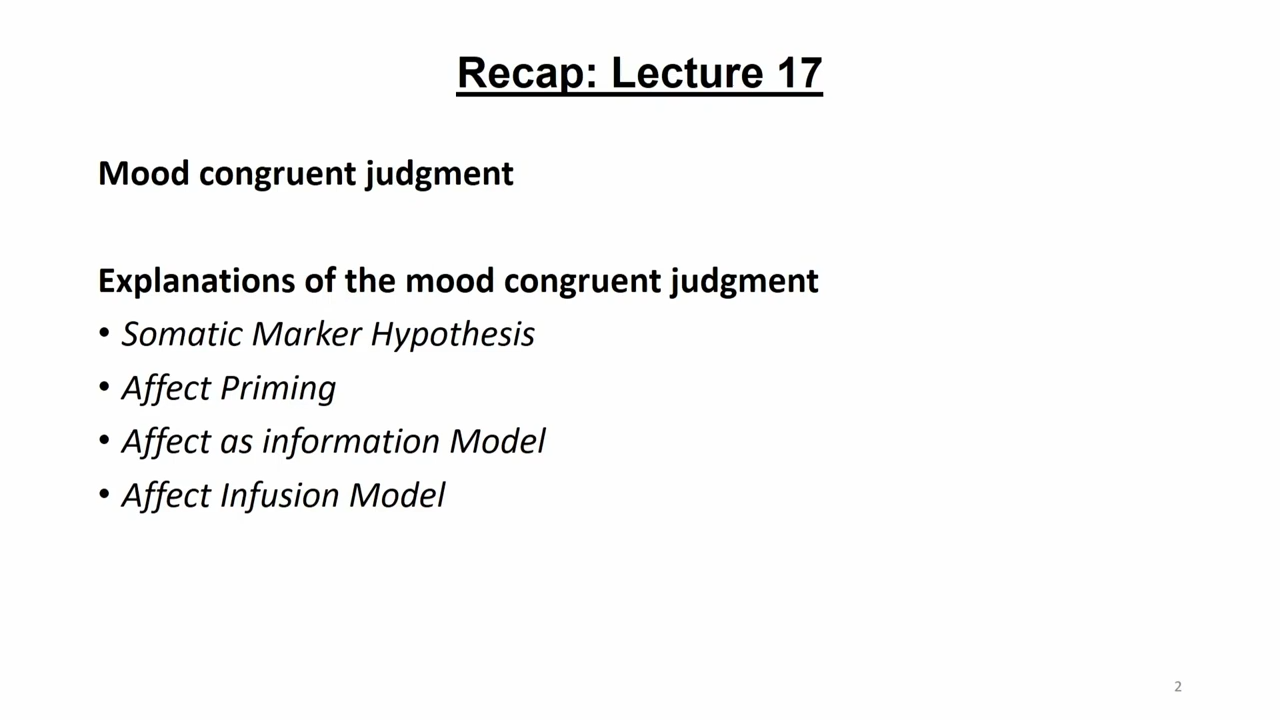 Recap: Lecture 17
Mood congruent judgment
Explanations of the mood congruent judgment
• Somatic Marker Hypothesis
• Affect Priming
• Affect as information Model
• Affect Infusion Model
2